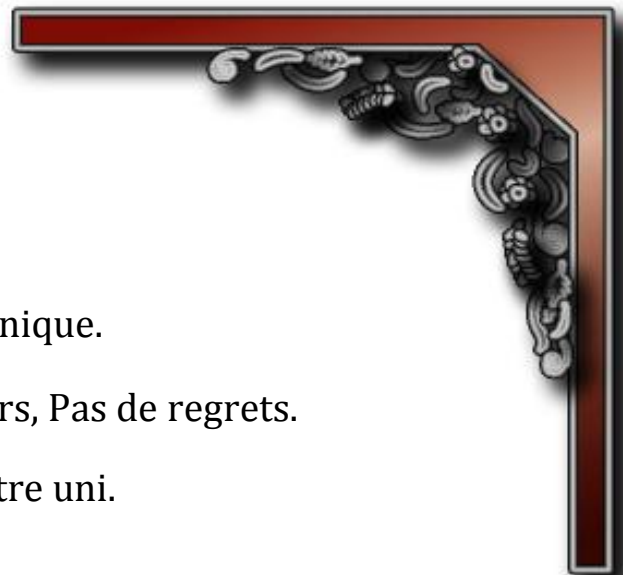 nique.
rs, Pas de regrets.
tre uni.